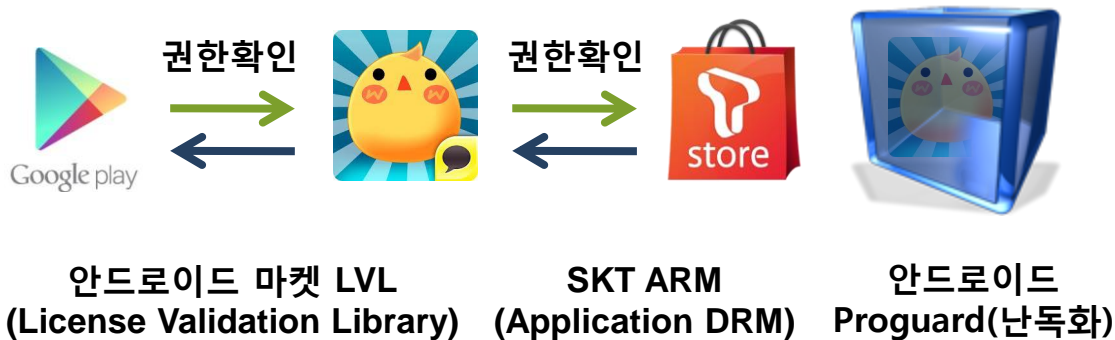 권한확인
권한확인
Google play
store
안드로이드 마켓 LVL
(License Validation Library)
SKT ARM
(Application DRM)
안드로이드
Proguard(난독화)